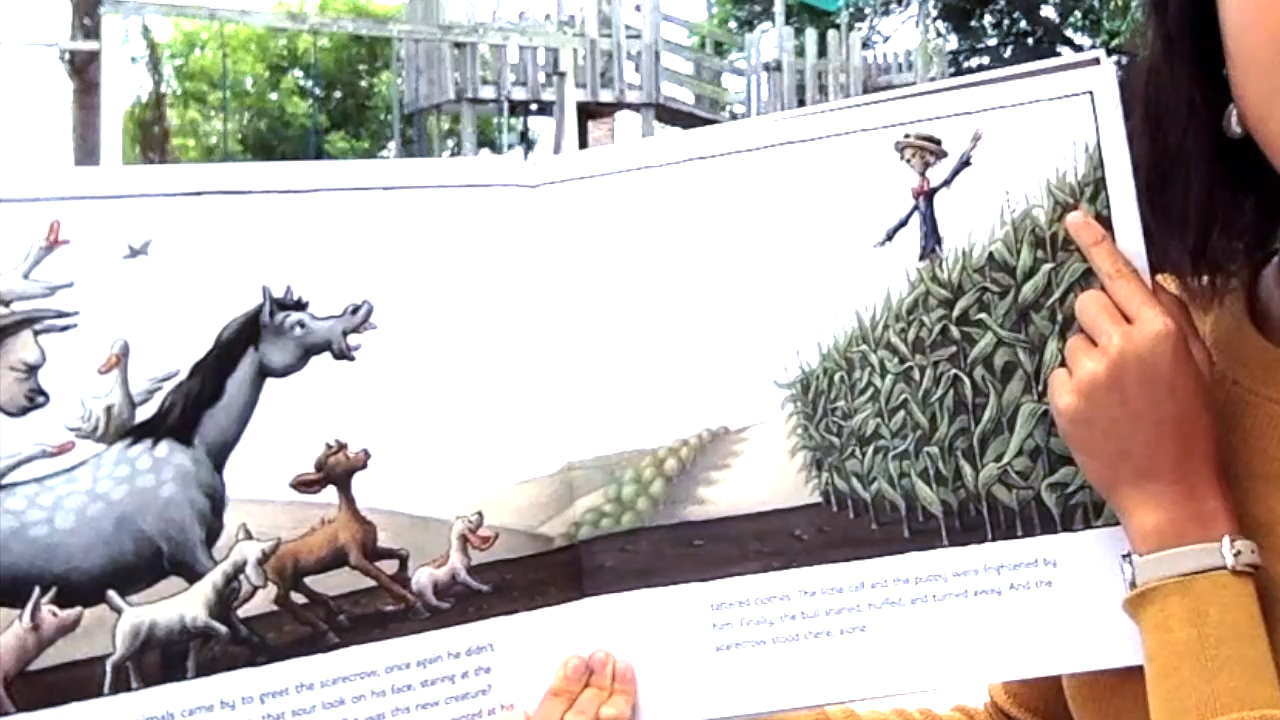 came by to greet the scarecrow, once again he didn't
that sour look on his face, staring at the
was this new creature?
at his
tattered clothes. The little calf and the puppy were frightened by
him. Finally, the bull snorted, huffed, and turned away. And the
scarecrow stood there, alone.